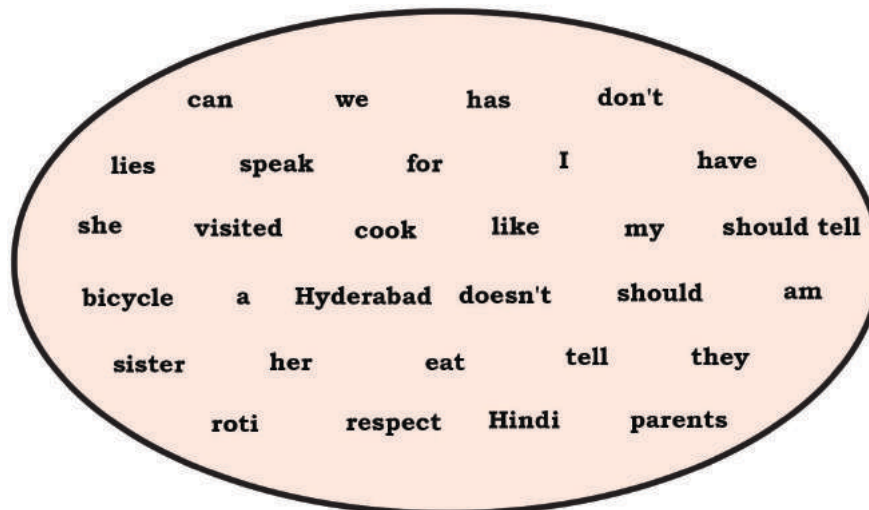 can we has don't
lies speak for I have
she visited cook like my should tell
bicycle a Hyderabad doesn't should am
sister her eat tell they
roti respect Hindi parents